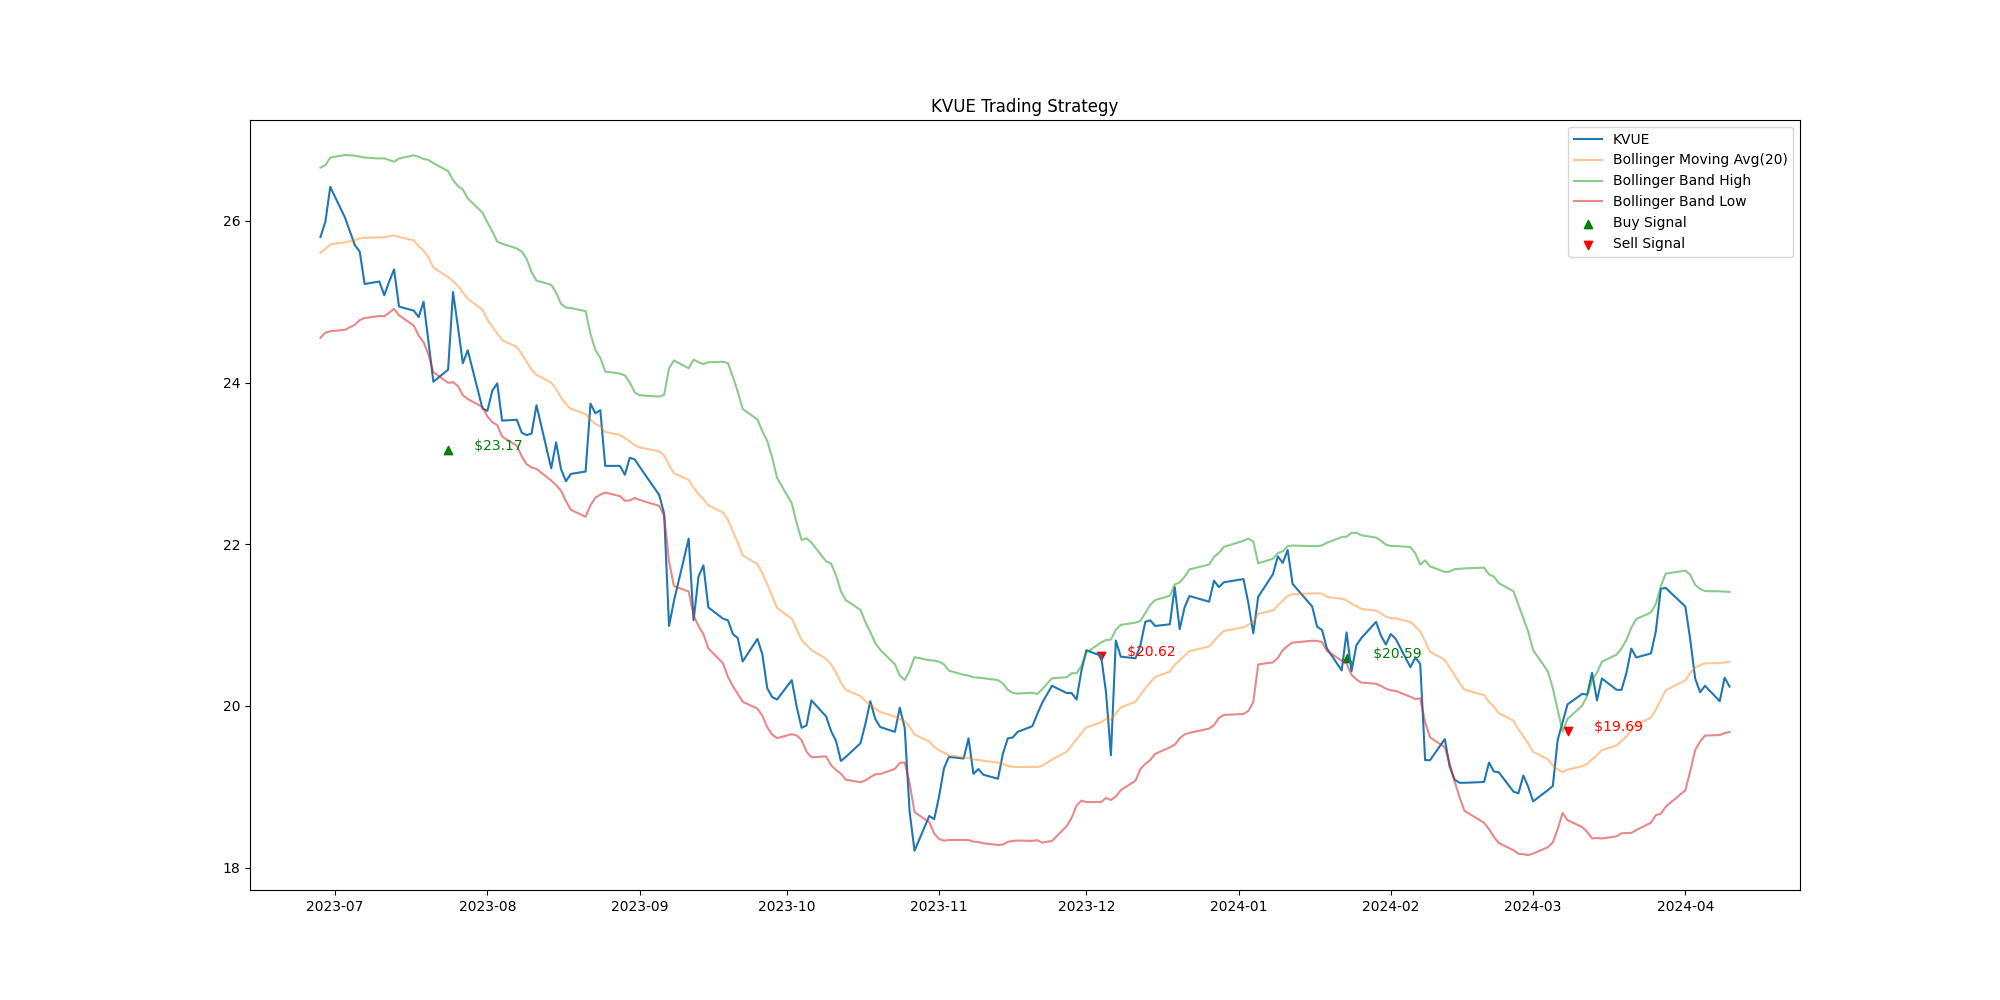 KVUE Trading Strategy
KVUE
Bollinger Moving Avg(20)
Bollinger Band High
Bollinger Band Low
Buy Signal
Sell Signal
26
24
22
20
18
$23.17
$20.62
$20.59
$19.69
2023-07 2023-08 2023-09 2023-10 2023-11 2023-12 2024-01 2024-02 2024-03 2024-04